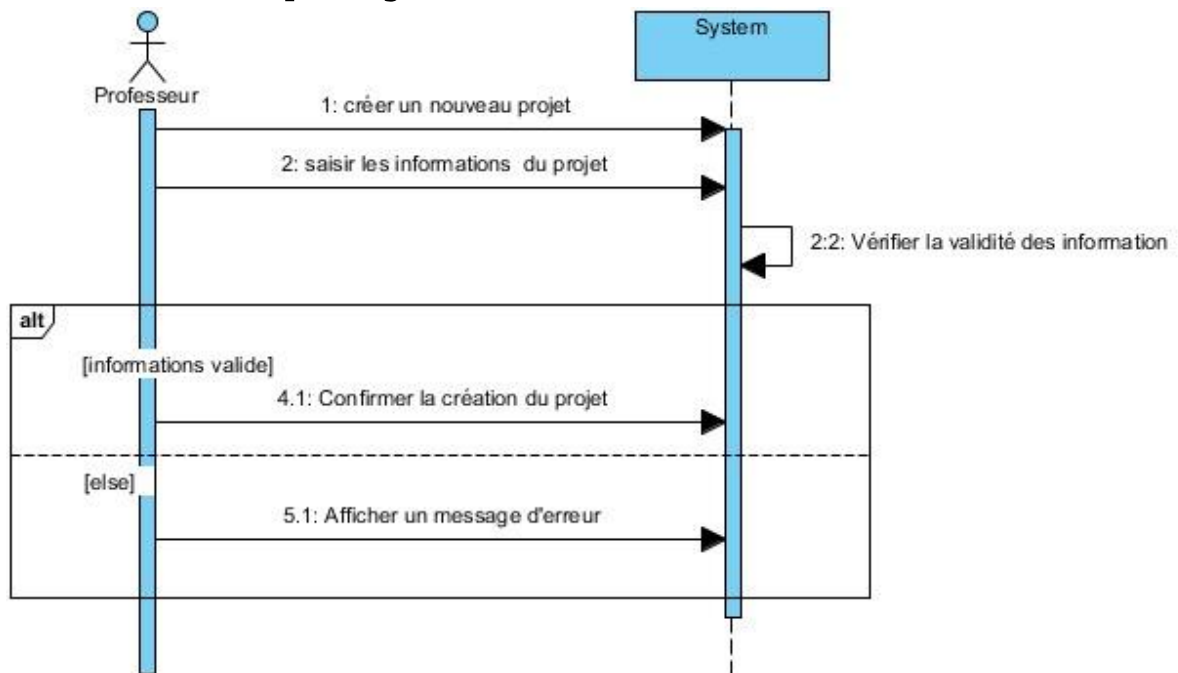 System
Professeur
1: créer un nouveau projet
2: saisir les informations du projet
2:2: Vérifier la validité des information
alt
[informations valide]
4.1: Confirmer la création du projet
[else]
5.1: Afficher un message d'erreur